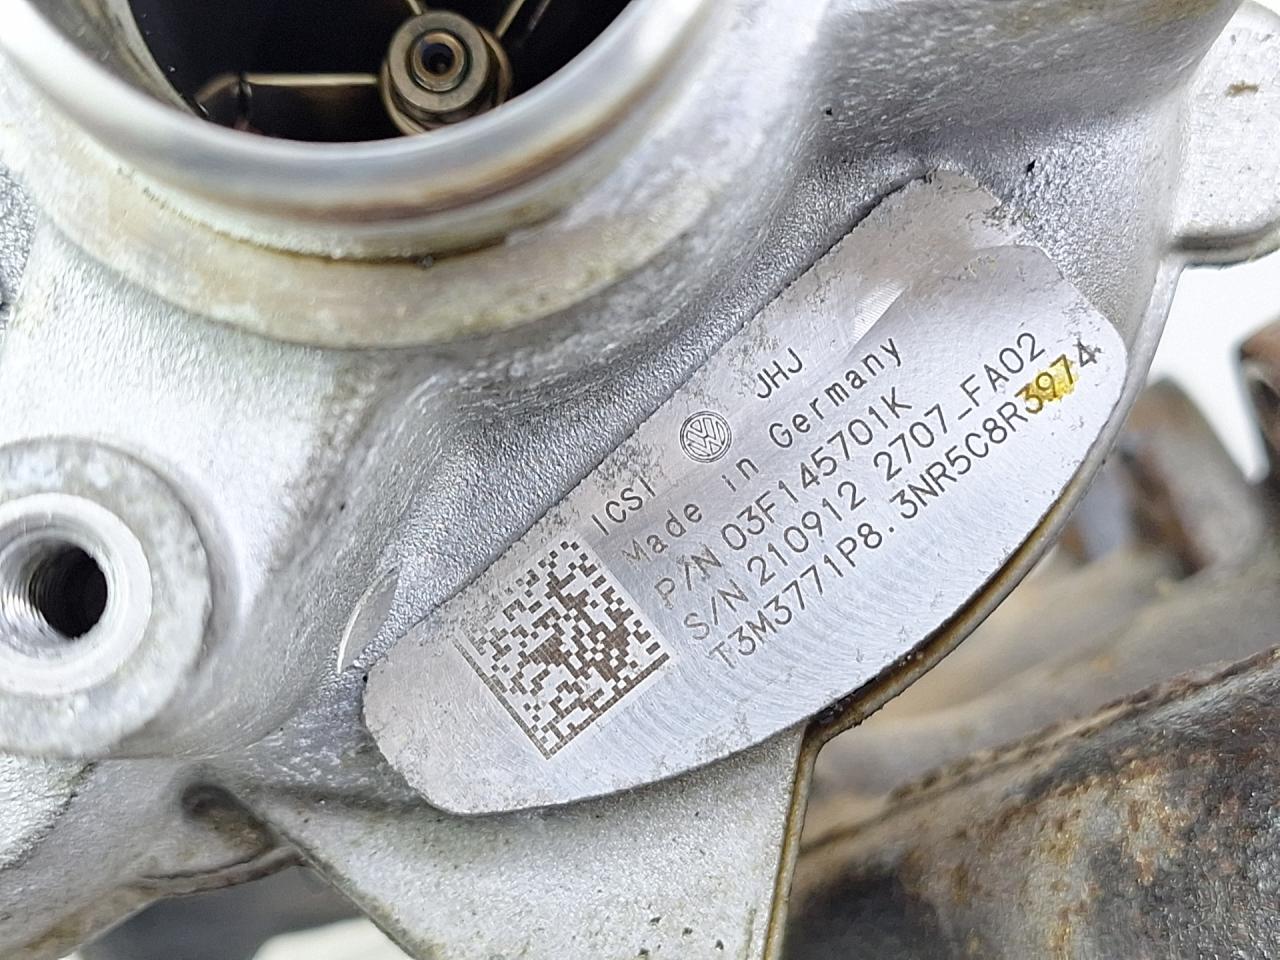 ICSI JHJ
Made in Germany
P/N 03F145701K
S/N 210912 2707_FA02
T3M3771P8.3NR5C8R3974